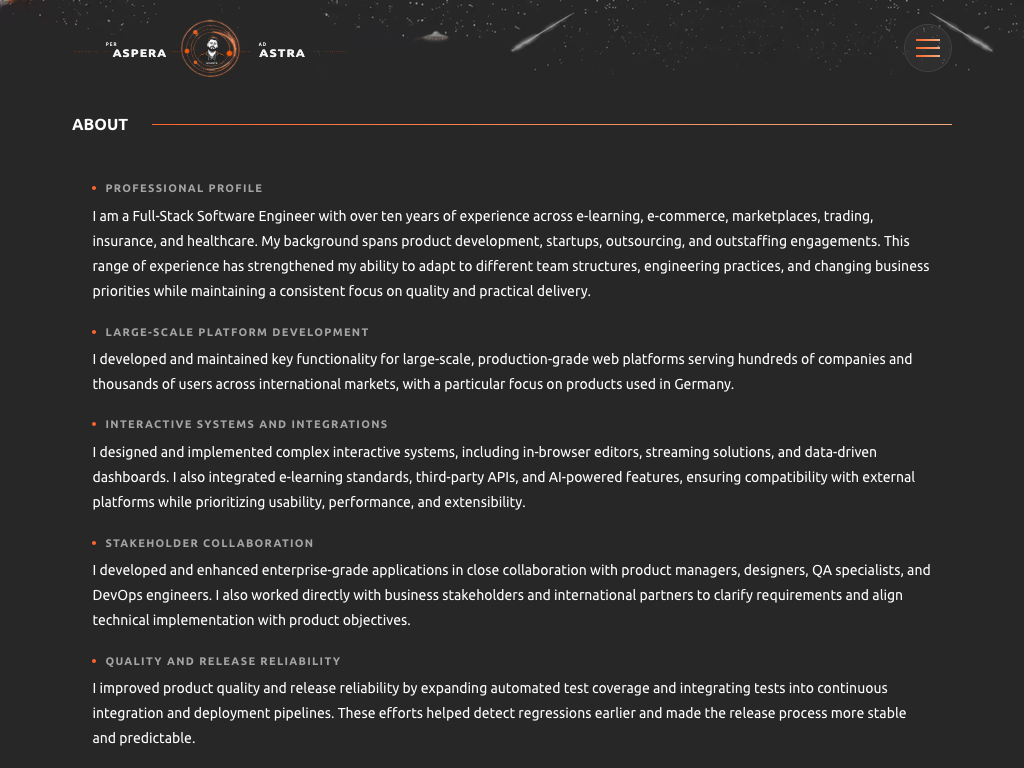 PER
ASPERA
AD
ASTRA
ABOUT
PROFESSIONAL PROFILE
I am a Full-Stack Software Engineer with over ten years of experience across e-learning, e-commerce, marketplaces, trading,
insurance, and healthcare. My background spans product development, startups, outsourcing, and outstaffing engagements. This
range of experience has strengthened my ability to adapt to different team structures, engineering practices, and changing business
priorities while maintaining a consistent focus on quality and practical delivery.
LARGE-SCALE PLATFORM DEVELOPMENT
I developed and maintained key functionality for large-scale, production-grade web platforms serving hundreds of companies and
thousands of users across international markets, with a particular focus on products used in Germany.
INTERACTIVE SYSTEMS AND INTEGRATIONS
I designed and implemented complex interactive systems, including in-browser editors, streaming solutions, and data-driven
dashboards. I also integrated e-learning standards, third-party APIs, and AI-powered features, ensuring compatibility with external
platforms while prioritizing usability, performance, and extensibility.
STAKEHOLDER COLLABORATION
I developed and enhanced enterprise-grade applications in close collaboration with product managers, designers, QA specialists, and
DevOps engineers. I also worked directly with business stakeholders and international partners to clarify requirements and align
technical implementation with product objectives.
QUALITY AND RELEASE RELIABILITY
I improved product quality and release reliability by expanding automated test coverage and integrating tests into continuous
integration and deployment pipelines. These efforts helped detect regressions earlier and made the release process more stable
and predictable.